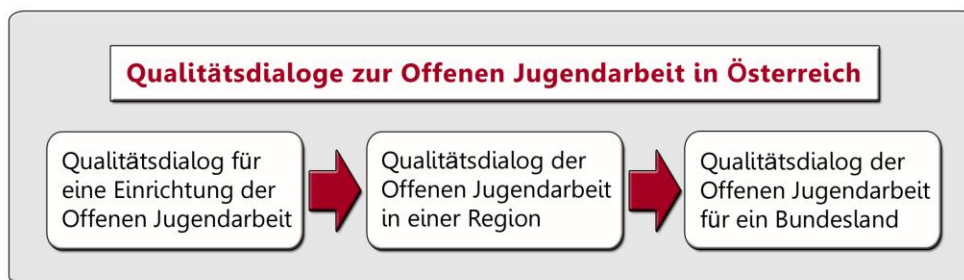 Qualitätsdialoge zur Offenen Jugendarbeit in Österreich
Qualitätsdialog für
eine Einrichtung der
Offenen Jugendarbeit
Qualitätsdialog der
Offenen Jugendarbeit
in einer Region
Qualitätsdialog der
Offenen Jugendarbeit
für ein Bundesland